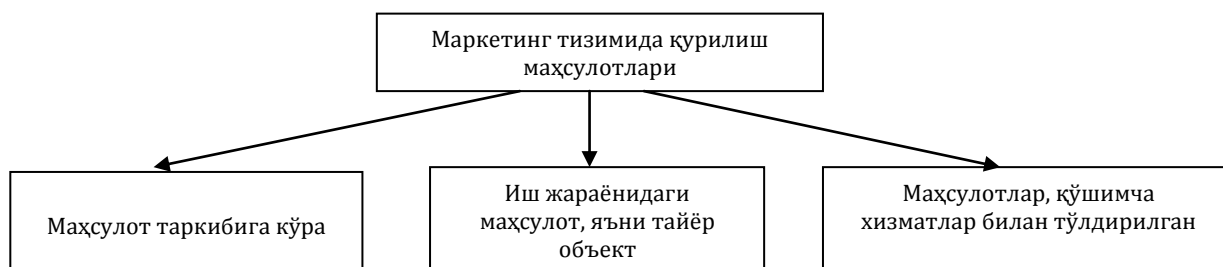 Маркетинг тизимида қурилиш
маҳсулотлари
Маҳсулот таркибига кўра
Иш жараёнидаги
маҳсулот, яъни тайёр
объект
Маҳсулотлар, қўшимча
хизматлар билан тўлдирилган